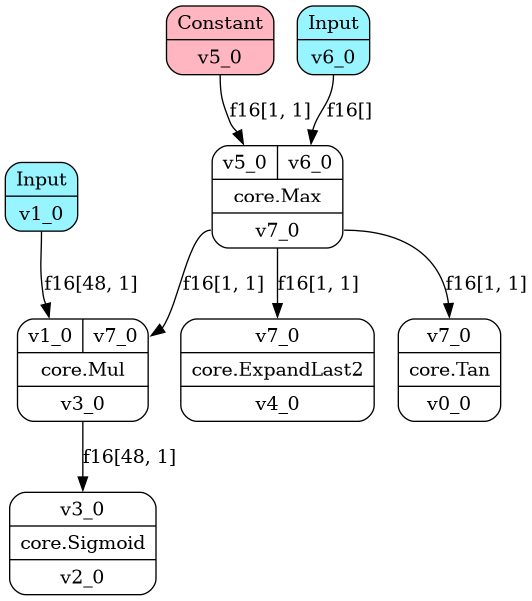 Constant
v5_0
Input
v6_0
f16[1, 1]
f16[]
v5_0 v6_0
core.Max
v7_0
Input
v1_0
f16[48, 1]
f16[1, 1]
f16[1, 1]
f16[1, 1]
v1_0 v7_0
core.Mul
v3_0
v7_0
core.ExpandLast2
v4_0
v7_0
core.Tan
v0_0
f16[48, 1]
v3_0
core.Sigmoid
v2_0